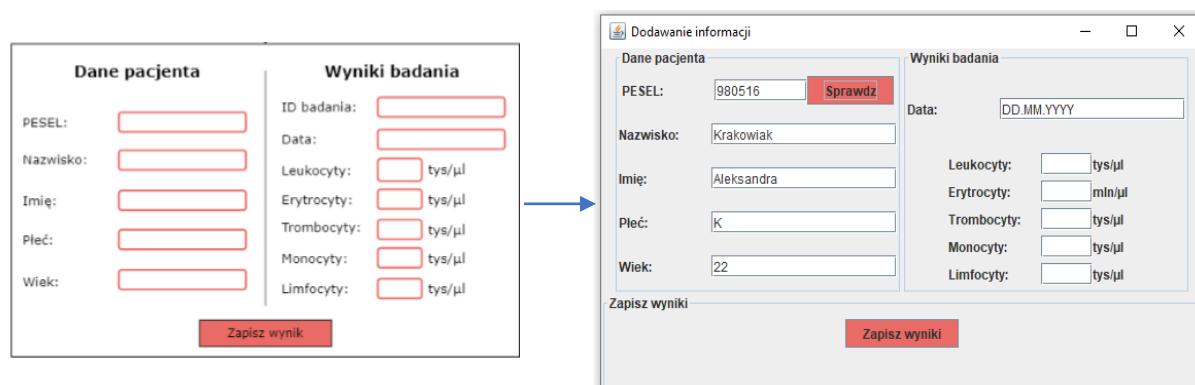 Dane pacjenta
PESEL:
Nazwisko:
Imię:
Płeć:
Wiek:
Wyniki badania
ID badania:
Data:
Leukocyty: tys/µl
Erytrocyty: tys/µl
Trombocyty: tys/µl
Monocyty: tys/µl
Limfocyty: tys/µl
Zapisz wynik
Dodawanie informacji
Dane pacjenta
PESEL: 980516 Sprawdz
Nazwisko: Krakowiak
Imię: Aleksandra
Płeć: K
Wiek: 22
Wyniki badania
Data: DD.MM.YYYY
Leukocyty: tys/µl
Erytrocyty: mln/µl
Trombocyty: tys/µl
Monocyty: tys/µl
Limfocyty: tys/µl
Zapisz wyniki
Zapisz wyniki